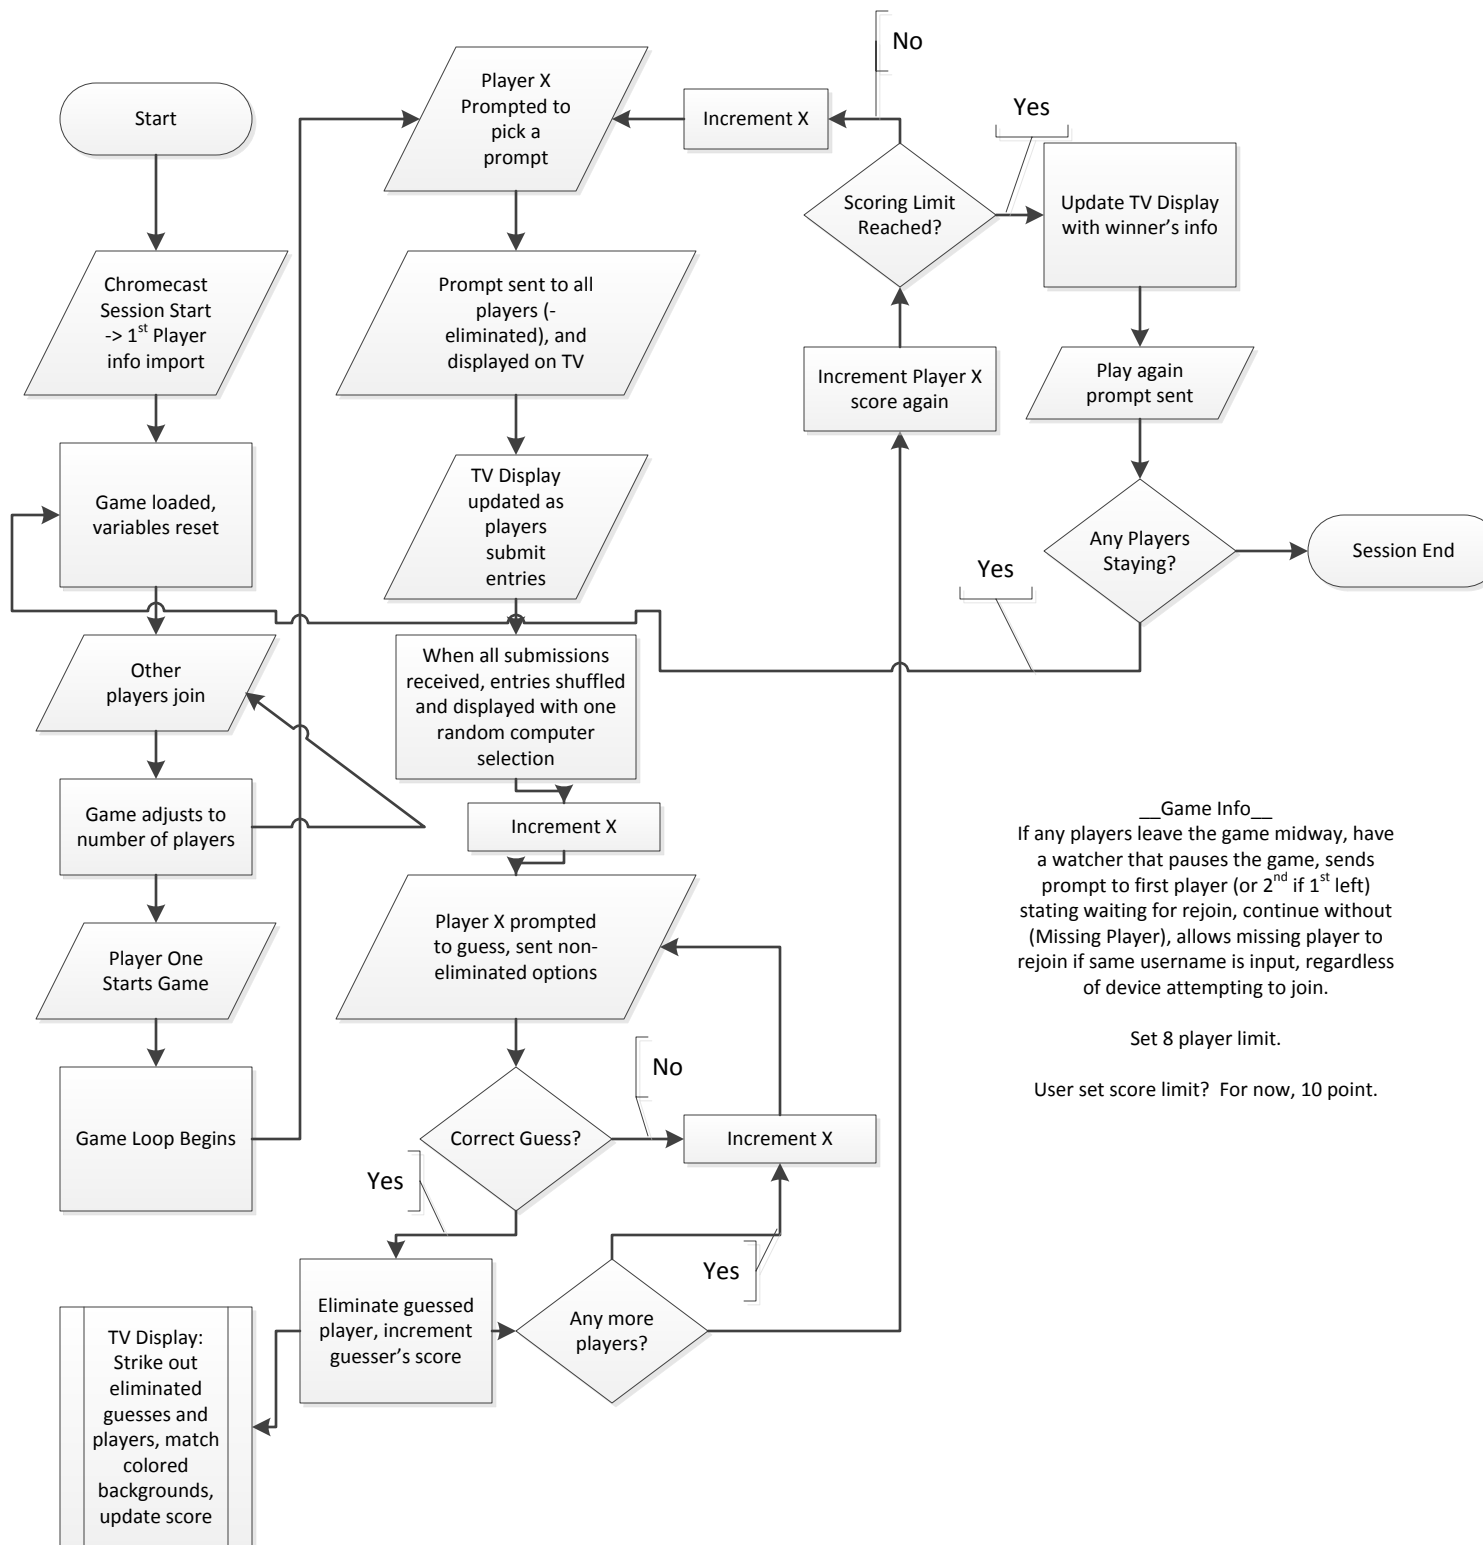 Start
Chromecast
Session Start
-> 1st Player
info import
Game loaded,
variables reset
Other
players join
Game adjusts to
number of players
Player One
Starts Game
Game Loop Begins
Player X
Prompted to
pick a
prompt
Prompt sent to all
players (-
eliminated), and
displayed on TV
TV Display
updated as
players
submit
entries
When all submissions
received, entries shuffled
and displayed with one
random computer
selection
Increment X
Player X prompted
to guess, sent non-
eliminated options
Correct Guess?
No
Increment X
Yes
Eliminate guessed
player, increment
guesser's score
TV Display:
Strike out
eliminated
guesses and
players, match
colored
backgrounds,
update score
Any more
players?
Yes
Increment Player X
score again
Scoring Limit
Reached?
No
Increment X
Yes
Update TV Display
with winner's info
Play again
prompt sent
Any Players
Staying?
Yes
Session End
__Game Info__
If any players leave the game midway, have
a watcher that pauses the game, sends
prompt to first player (or 2nd if 1st left)
stating waiting for rejoin, continue without
(Missing Player), allows missing player to
rejoin if same username is input, regardless
of device attempting to join.
Set 8 player limit.
User set score limit?  For now, 10 point.